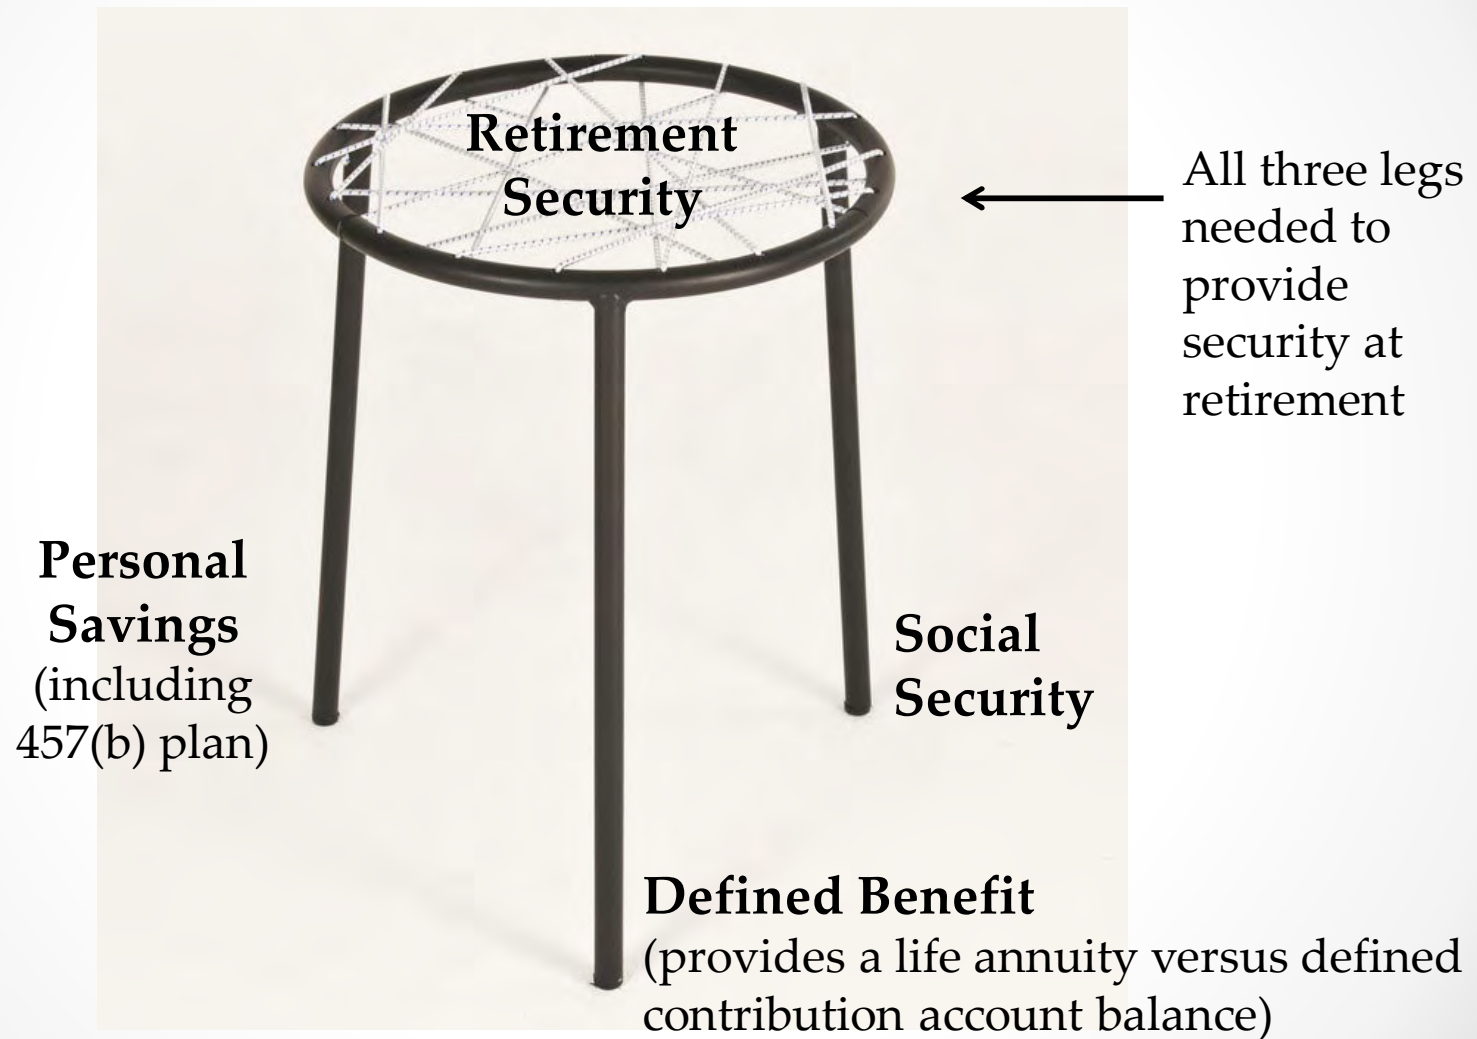 Retirement
Security
All three legs
needed to
provide
security at
retirement
Personal
Savings
(including
457(b) plan)
Social
Security
Defined Benefit
(provides a life annuity versus defined
contribution account balance)